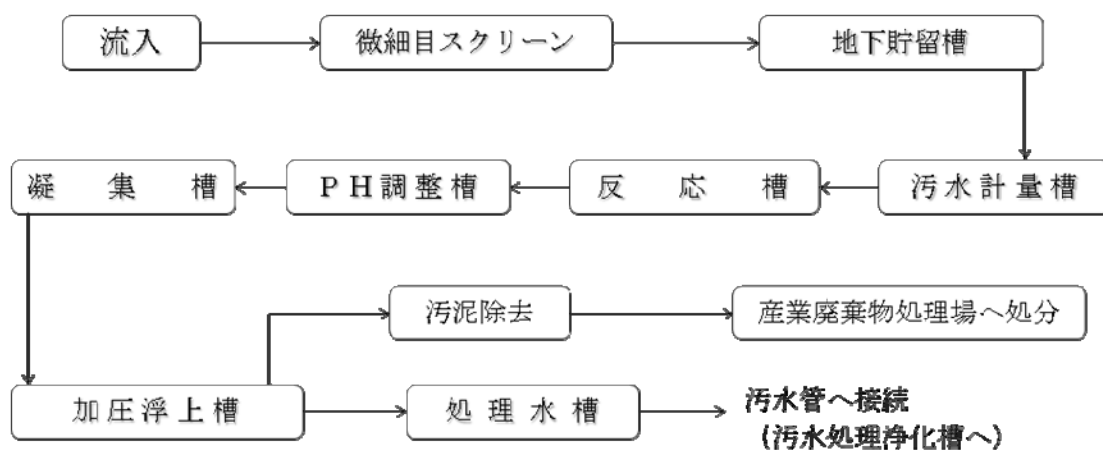 流入
微細目スクリーン
地下貯留槽
汚水計量槽
反応槽
PH調整槽
凝集槽
加圧浮上槽
汚泥除去
産業廃棄物処理場へ処分
処理水槽
汚水管へ接続
(汚水処理浄化槽へ)